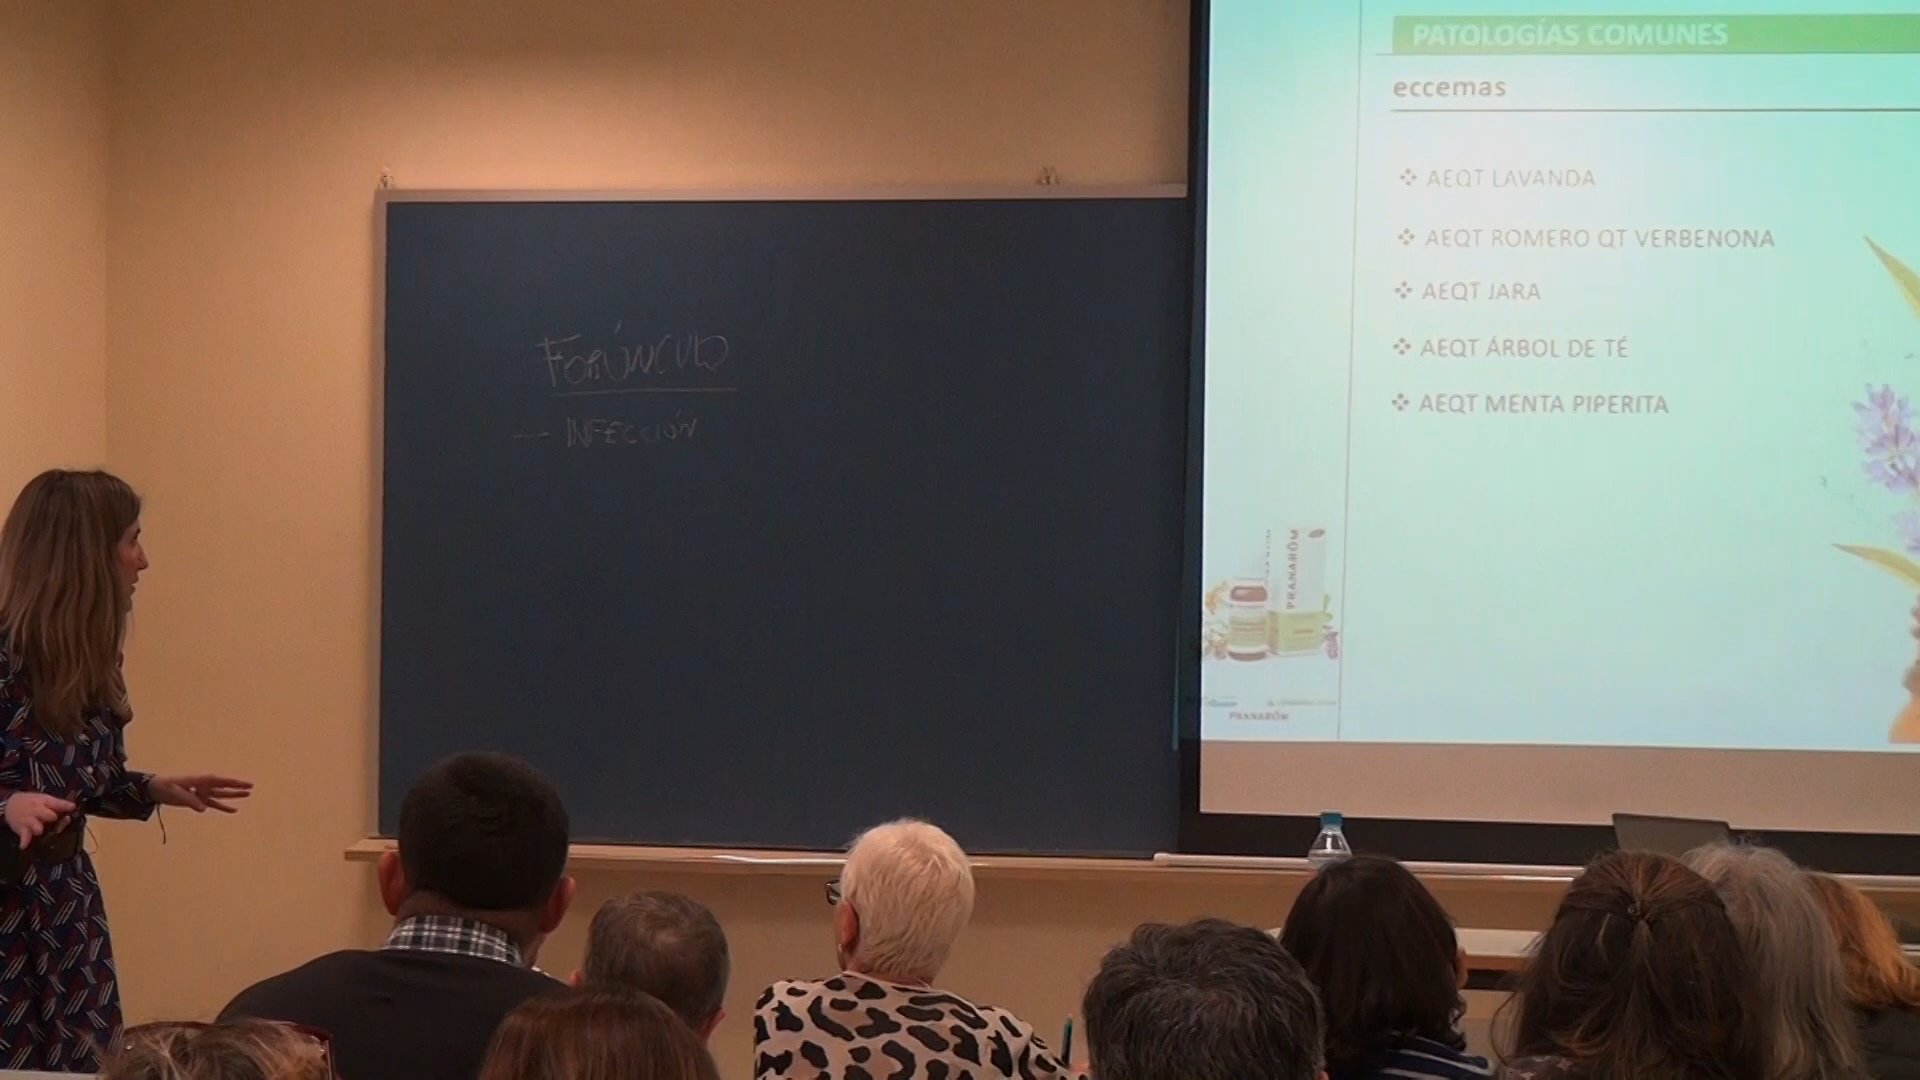 FORÚNCULO
— INFECCIÓN
PATOLOGÍAS COMUNES
eccemas
❖ AEQT LAVANDA
❖ AEQT ROMERO QT VERBENONA
❖ AEQT JARA
❖ AEQT ÁRBOL DE TÉ
❖ AEQT MENTA PIPERITA
PRANARÔM
PRANARÔM